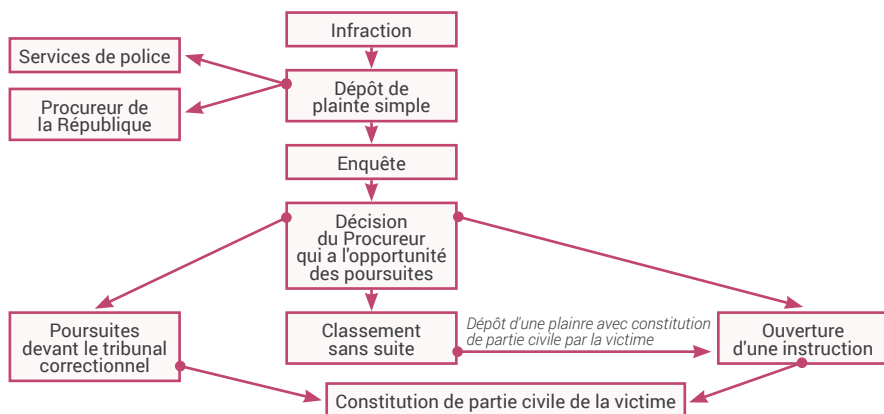 Infraction
Services de police
Dépôt de
plainte simple
Procureur de
la République
Enquête
Décision
du Procureur
qui a l'opportunité
des poursuites
Poursuites
devant le tribunal
correctionnel
Classement
sans suite
Dépôt d'une plainre avec constitution
de partie civile par la victime
Ouverture
d'une instruction
Constitution de partie civile de la victime